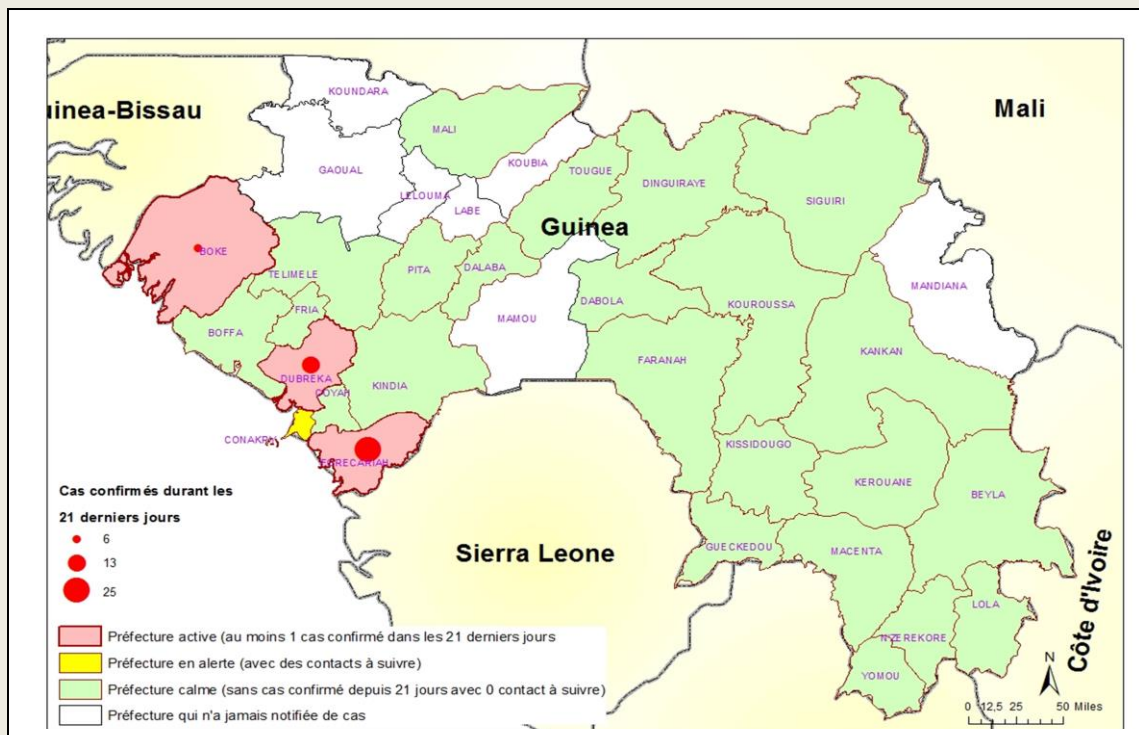 KOUNDARA
uinea-Bissau
Mali
MALI
KOUBIA
GAOUAL
TOUGUE
DINGUIRAYE
LELOUMA
SIGUIRI
LABE
Guinea
BOKE
PITA
DALABA
TELIMELE
MANDIANA
DABOLA
KOUROUSSA
FRIA
MAMOU
BOFFA
KANKAN
FARANAH
DUBREKA
KINDIA
COYAH
CONAKRY
KISSIDOUGO
FORECARIAH
KEROUANE
BEYLA
Cas confirmés durant les
21 derniers jours
6
13
25
Sierra Leone
GUECKEDOU
MACENTA
Côte d'Ivoire
LOLA
N'ZEREKORE
YOMOU
N
0 12,5 25 50 Miles
Préfecture active (au moins 1 cas confirmé dans les 21 derniers jours
Préfecture en alerte (avec des contacts à suivre)
Préfecture calme (sans cas confirmé depuis 21 jours avec 0 contact à suivre)
Préfecture qui n'a jamais notifiée de cas